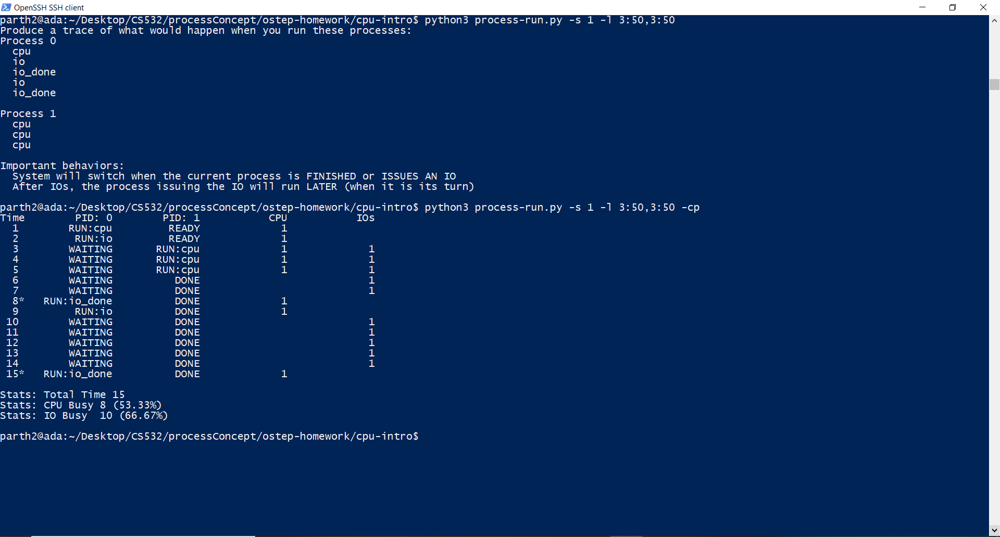 OpenSSH SSH client
parth2@ada:~/Desktop/CS532/processConcept/ostep-homework/cpu-intro$ python3 process-run.py -s 1 -l 3:50,3:50
Produce a trace of what would happen when you run these processes:
Process 0
  cpu
  io
  io_done
  io
  io_done

Process 1
  cpu
  cpu
  cpu

Important behaviors:
  System will switch when the current process is FINISHED or ISSUES AN IO
  After IOs, the process issuing the IO will run LATER (when it is its turn)

parth2@ada:~/Desktop/CS532/processConcept/ostep-homework/cpu-intro$ python3 process-run.py -s 1 -l 3:50,3:50 -cp
Time        PID: 0        PID: 1           CPU           IOs
  1        RUN:cpu         READY             1
  2         RUN:io         READY             1
  3        WAITING       RUN:cpu             1             1
  4        WAITING       RUN:cpu             1             1
  5        WAITING       RUN:cpu             1             1
  6        WAITING          DONE                           1
  7        WAITING          DONE                           1
  8*   RUN:io_done          DONE             1
  9         RUN:io          DONE             1
 10        WAITING          DONE                           1
 11        WAITING          DONE                           1
 12        WAITING          DONE                           1
 13        WAITING          DONE                           1
 14        WAITING          DONE                           1
 15*   RUN:io_done          DONE             1

Stats: Total Time 15
Stats: CPU Busy 8 (53.33%)
Stats: IO Busy  10 (66.67%)

parth2@ada:~/Desktop/CS532/processConcept/ostep-homework/cpu-intro$